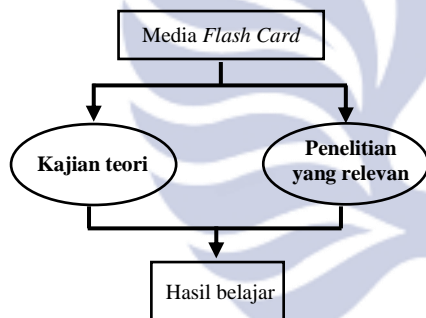 Media Flash Card
Kajian teori
Penelitian
yang relevan
Hasil belajar